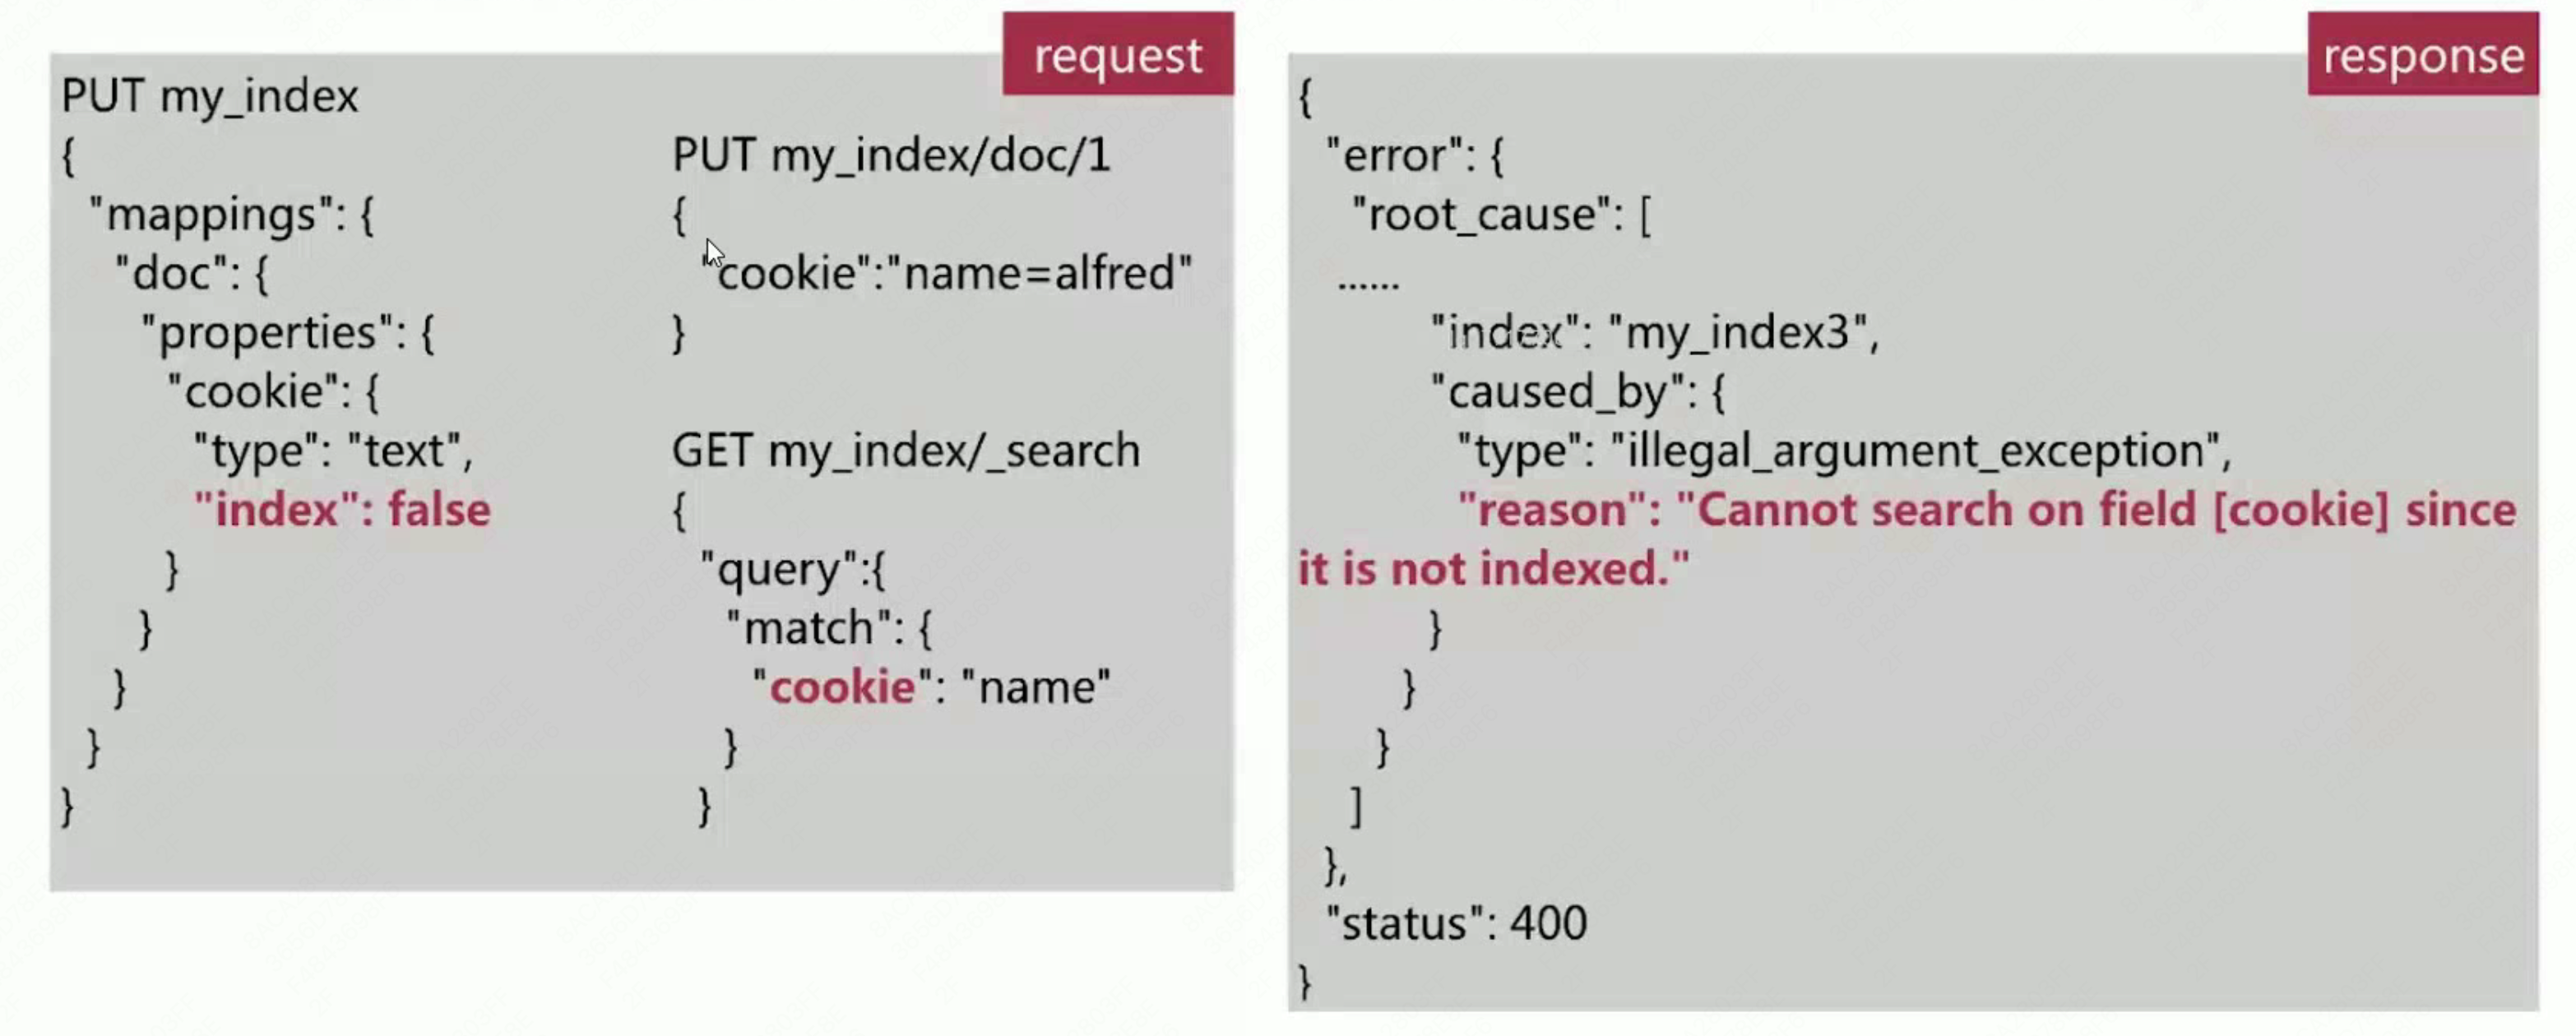 request
PUT my_index
{
"mappings": {
"doc": {
"properties": {
"cookie": {
"type": "text",
"index": false
}
}
}
}
}
PUT my_index/doc/1
{
"cookie":"name=alfred"
}
GET my_index/_search
{
"query":{
"match": {
"cookie": "name"
}
}
response
{
"error": {
"root_cause": [
......
"index": "my_index3",
"caused_by": {
"type": "illegal_argument_exception",
"reason": "Cannot search on field [cookie] since
it is not indexed."
}
}
}
]
},
"status": 400
}